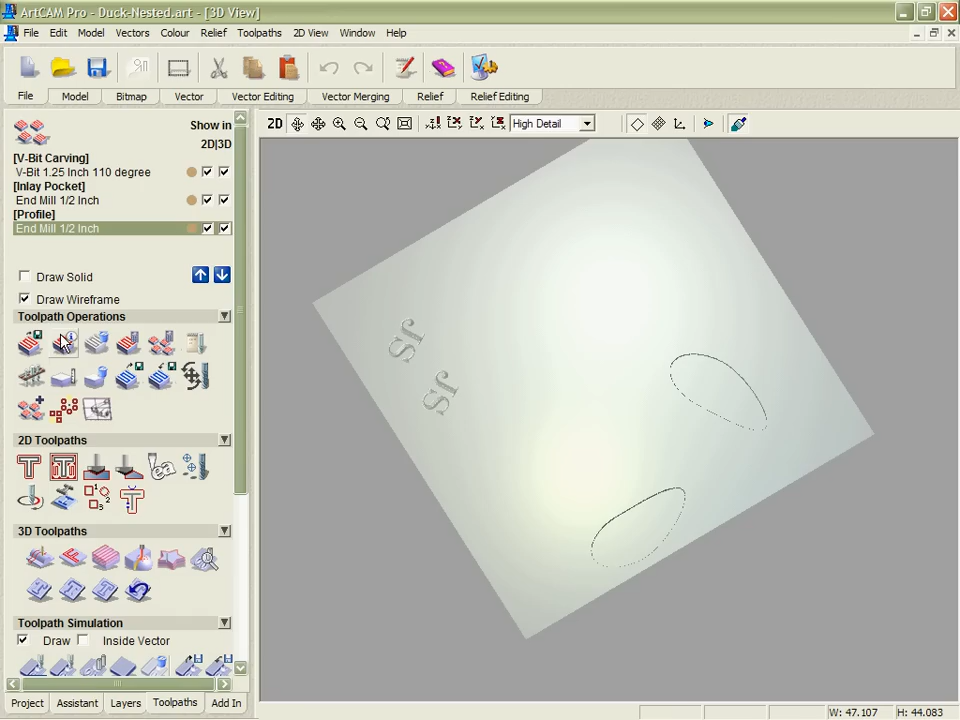 ArtCAM Pro - Duck-Nested.art - [3D View]
File Edit Model Vectors Colour Relief Toolpaths 2D View Window Help
File Model Bitmap Vector Vector Editing Vector Merging Relief Relief Editing
Show in
2D|3D
2D High Detail
[V-Bit Carving]
V-Bit 1.25 Inch 110 degree
[Inlay Pocket]
End Mill 1/2 Inch
[Profile]
End Mill 1/2 Inch
Draw Solid
Draw Wireframe
Toolpath Operations
2D Toolpaths
3D Toolpaths
Toolpath Simulation
Draw Inside Vector
Project Assistant Layers Toolpaths Add In
W: 47.107 H: 44.083